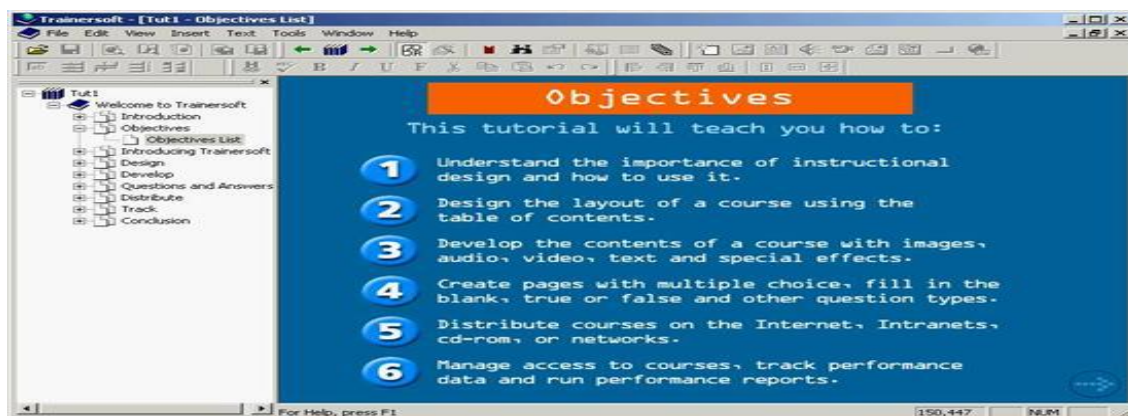 Trainersoft - [Tut1 - Objectives List]
File Edit View Insert Text Tools Window Help
B I U F
Tut1
Welcome to Trainersoft
Introduction
Objectives
Objectives List
Introducing Trainersoft
Design
Develop
Questions and Answers
Distribute
Track
Conclusion
Objectives
This tutorial will teach you how to:
1 Understand the importance of instructional
design and how to use it.
2 Design the layout of a course using the
table of contents.
3 Develop the contents of a course with images,
audio, video, text and special effects.
4 Create pages with multiple choice, fill in the
blank, true or false and other question types.
5 Distribute courses on the Internet, Intranets,
cd-rom, or networks.
6 Manage access to courses, track performance
data and run performance reports.
For Help, press F1
150,447 NUM